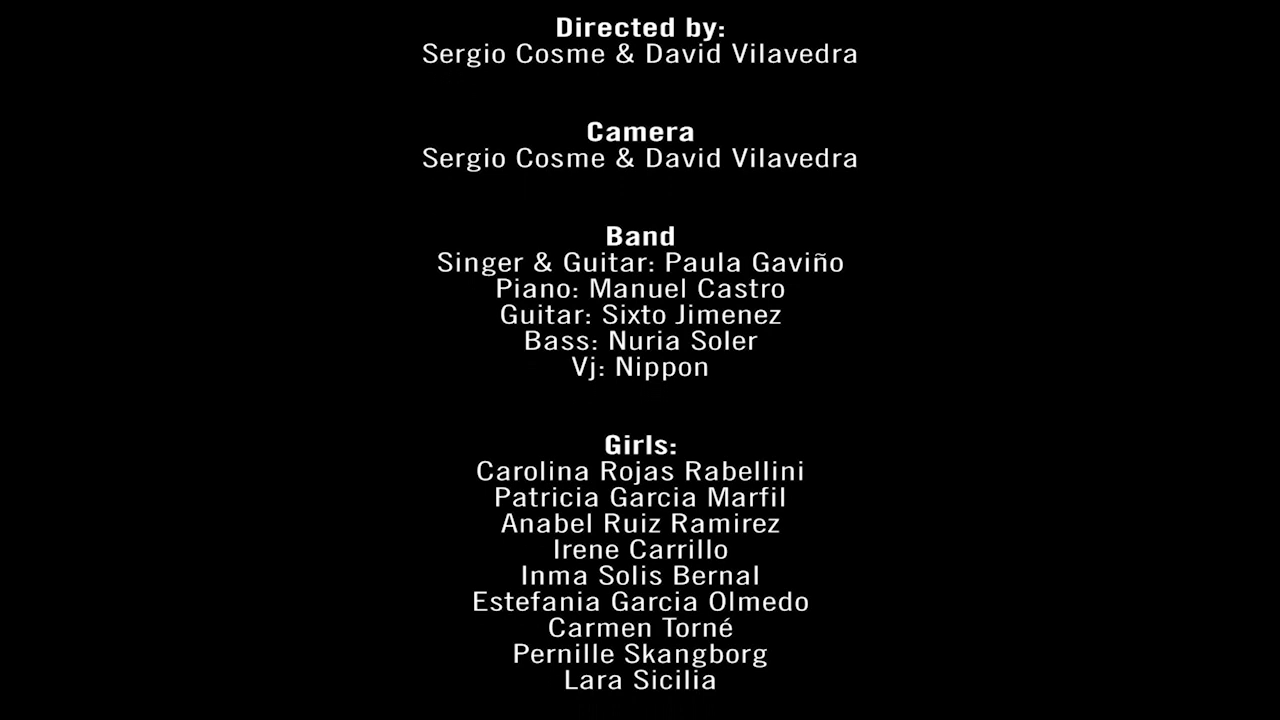 Directed by:
Sergio Cosme & David Vilavedra
Camera
Sergio Cosme & David Vilavedra
Band
Singer & Guitar: Paula Gaviño
Piano: Manuel Castro
Guitar: Sixto Jimenez
Bass: Nuria Soler
Vj: Nippon
Girls:
Carolina Rojas Rabellini
Patricia Garcia Marfil
Anabel Ruiz Ramirez
Irene Carrillo
Inma Solis Bernal
Estefania Garcia Olmedo
Carmen Torné
Pernille Skangborg
Lara Sicilia